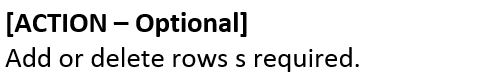 [ACTION – Optional]
Add or delete rows s required.